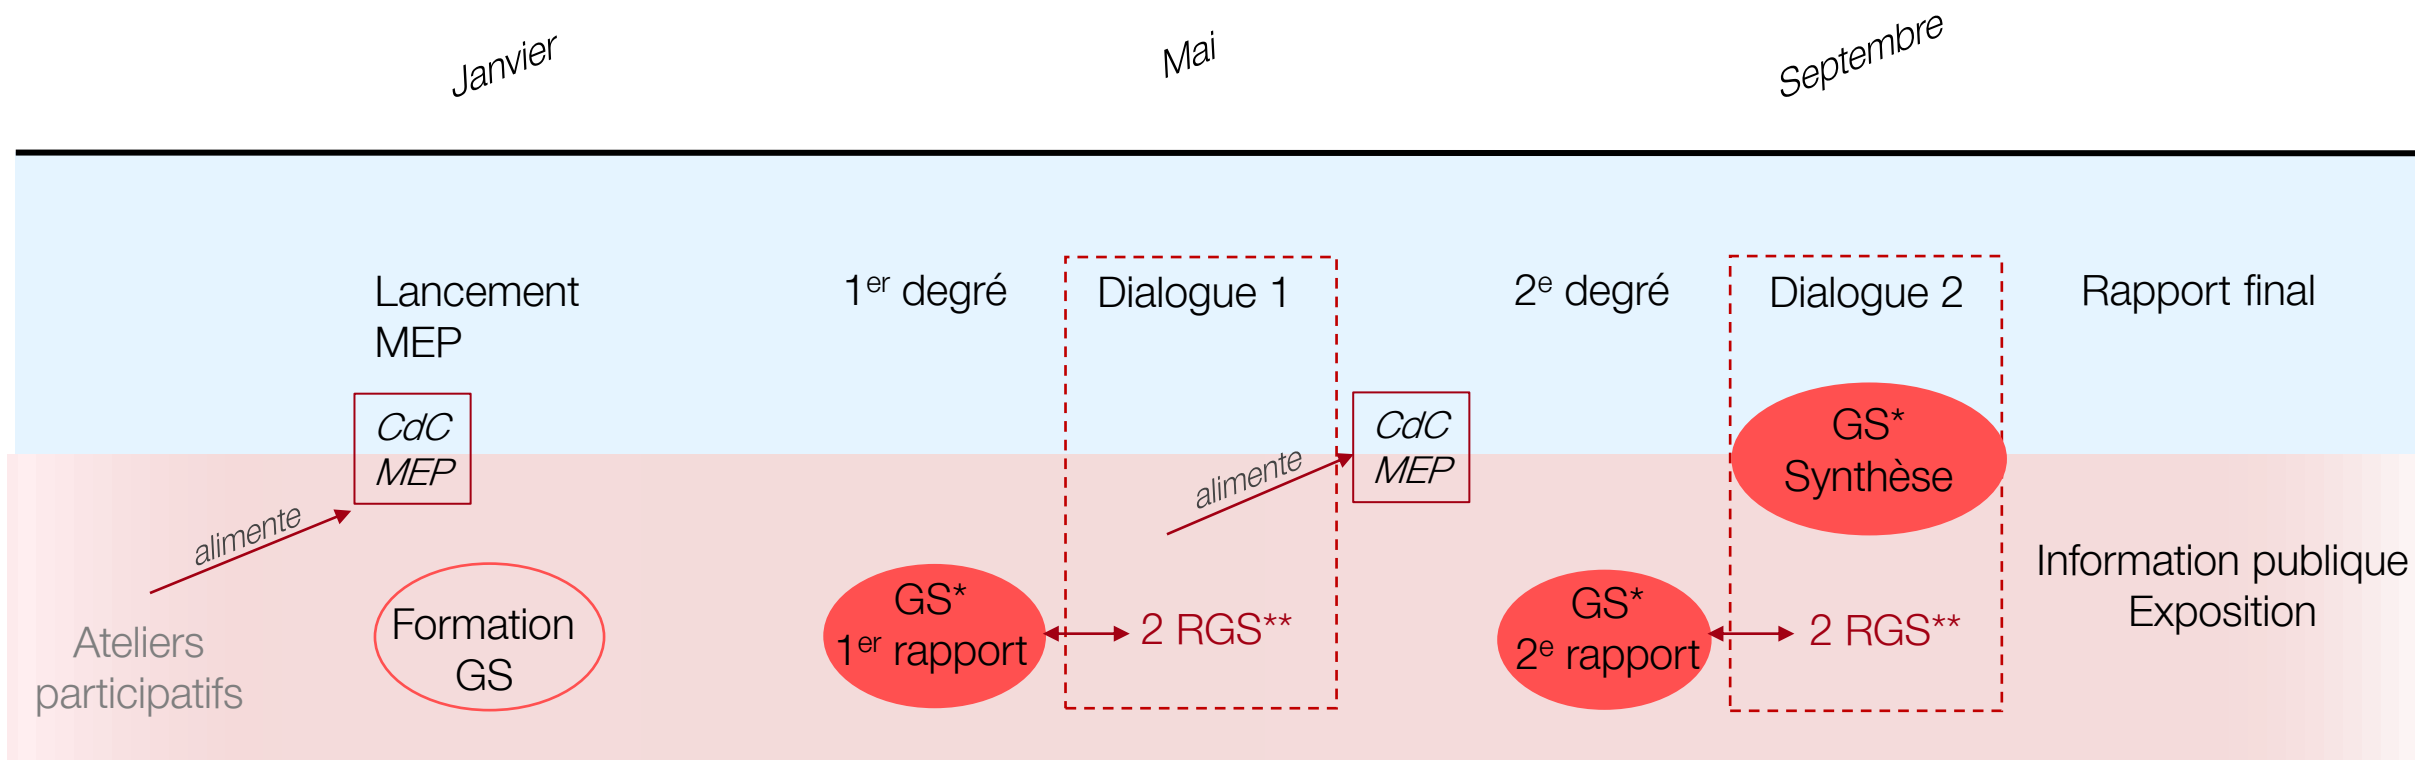 Janvier
Mai
Septembre
Lancement
MEP
1er degré
Dialogue 1
2e degré
Dialogue 2
Rapport final
CdC
MEP
CdC
MEP
GS*
Synthèse
alimente
alimente
Ateliers
participatifs
Formation
GS
GS*
1er rapport
2 RGS**
GS*
2e rapport
2 RGS**
Information publique
Exposition